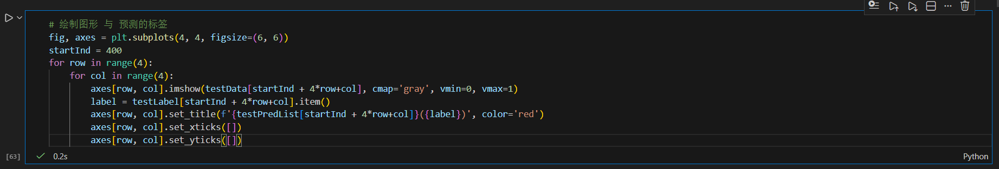 # 绘制图形 与 预测的标签
fig, axes = plt.subplots(4, 4, figsize=(6, 6))
startInd = 400
for row in range(4):
    for col in range(4):
        axes[row, col].imshow(testData[startInd + 4*row+col], cmap='gray', vmin=0, vmax=1)
        label = testLabel[startInd + 4*row+col].item()
        axes[row, col].set_title(f'{testPredList[startInd + 4*row+col]}({label})', color='red')
        axes[row, col].set_xticks([])
        axes[row, col].set_yticks([])
[63]
0.2s
Python